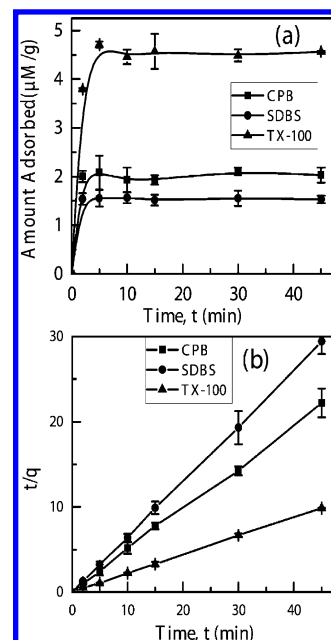 (a)
5
4
3
2
1
0
Amount Adsorbed(µM/g)
CPB
SDBS
TX-100
0 10 20 30 40
Time, t (min)
(b)
30
20
10
0
t/q
CPB
SDBS
TX-100
0 10 20 30 40
Time, t (min)